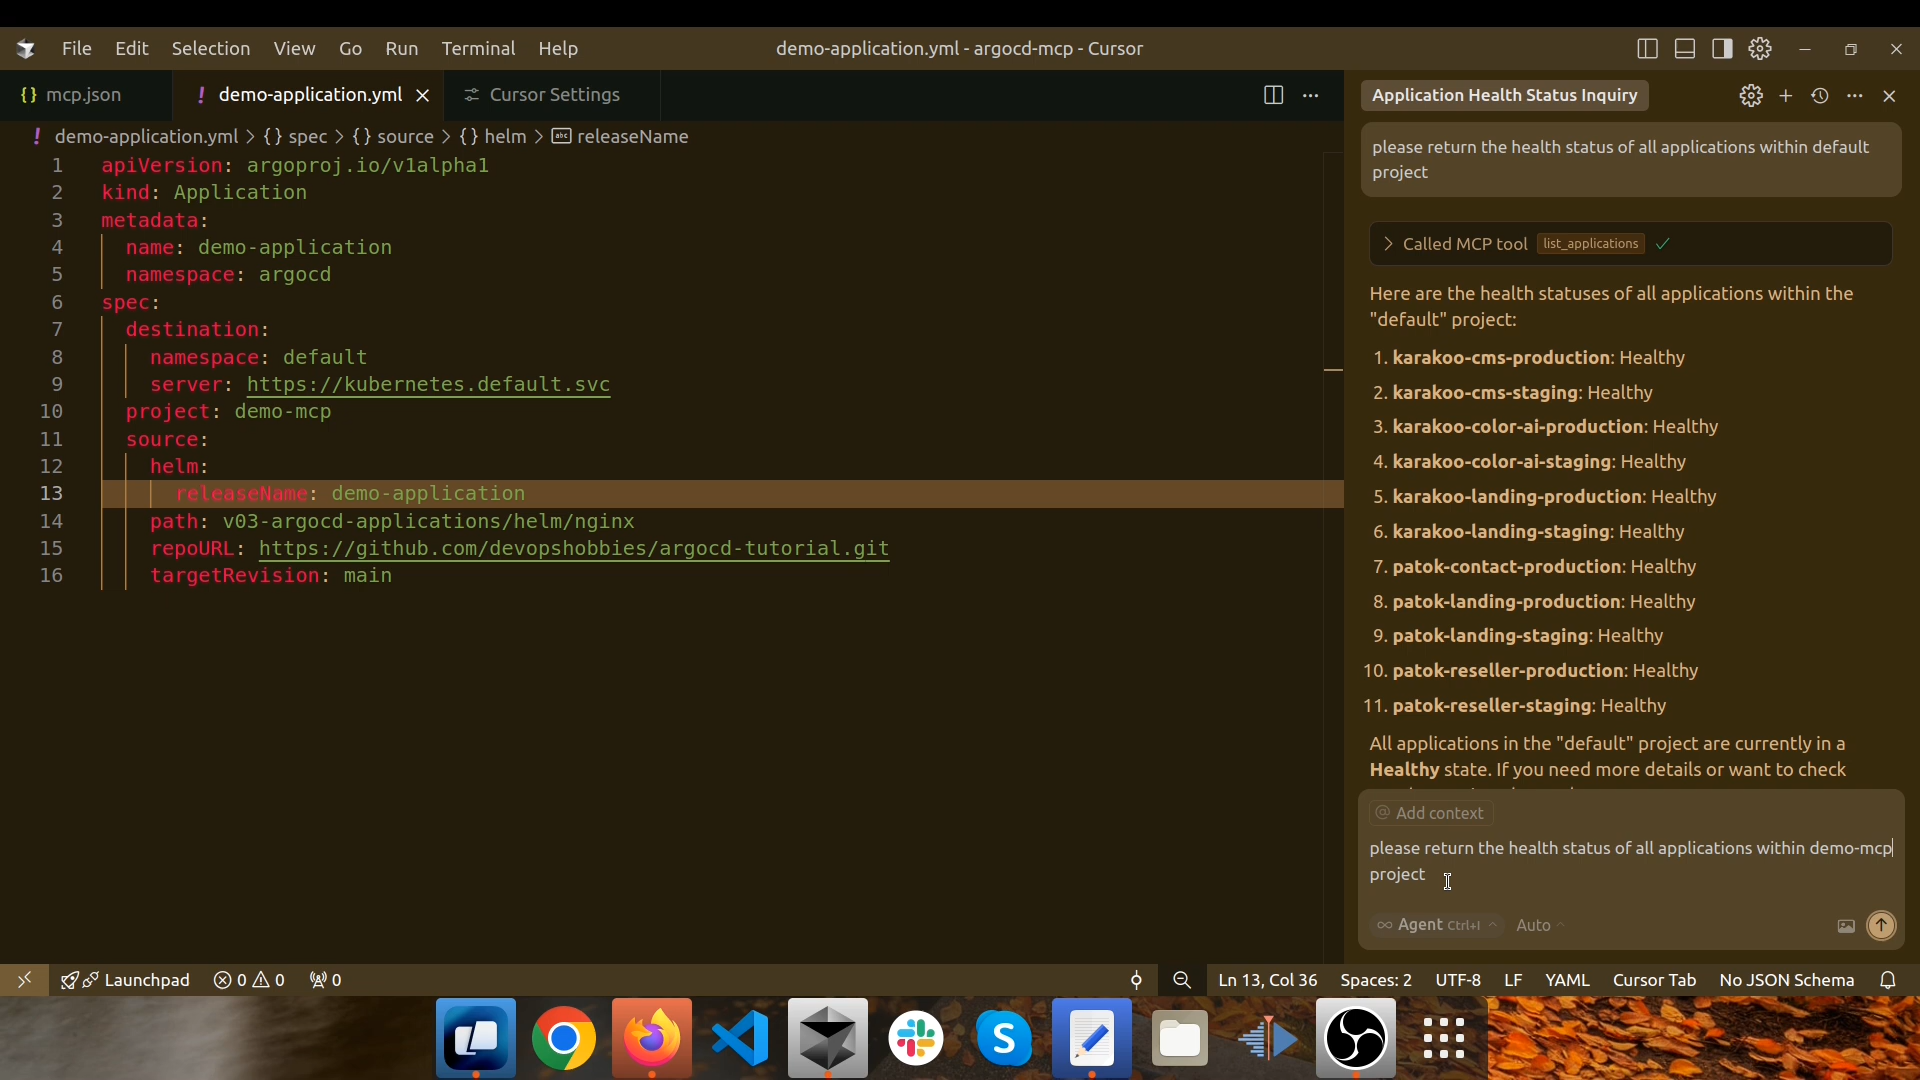 File Edit Selection View Go Run Terminal Help
demo-application.yml - argocd-mcp - Cursor
{} mcp.json
! demo-application.yml
Cursor Settings
! demo-application.yml > {} spec > {} source > {} helm > abc releaseName
1 apiVersion: argoproj.io/v1alpha1
2 kind: Application
3 metadata:
4 name: demo-application
5 namespace: argocd
6 spec:
7 destination:
8 namespace: default
9 server: https://kubernetes.default.svc
10 project: demo-mcp
11 source:
12 helm:
13 releaseName: demo-application
14 path: v03-argocd-applications/helm/nginx
15 repoURL: https://github.com/devopshobbies/argocd-tutorial.git
16 targetRevision: main
Application Health Status Inquiry
please return the health status of all applications within default
project
> Called MCP tool list_applications
Here are the health statuses of all applications within the
"default" project:
1. karakoo-cms-production: Healthy
2. karakoo-cms-staging: Healthy
3. karakoo-color-ai-production: Healthy
4. karakoo-color-ai-staging: Healthy
5. karakoo-landing-production: Healthy
6. karakoo-landing-staging: Healthy
7. patok-contact-production: Healthy
8. patok-landing-production: Healthy
9. patok-landing-staging: Healthy
10. patok-reseller-production: Healthy
11. patok-reseller-staging: Healthy
All applications in the "default" project are currently in a
Healthy state. If you need more details or want to check
@ Add context
please return the health status of all applications within demo-mcp
project
∞ Agent Ctrl+I Auto
Launchpad 0 0 0
Ln 13, Col 36 Spaces: 2 UTF-8 LF YAML Cursor Tab No JSON Schema